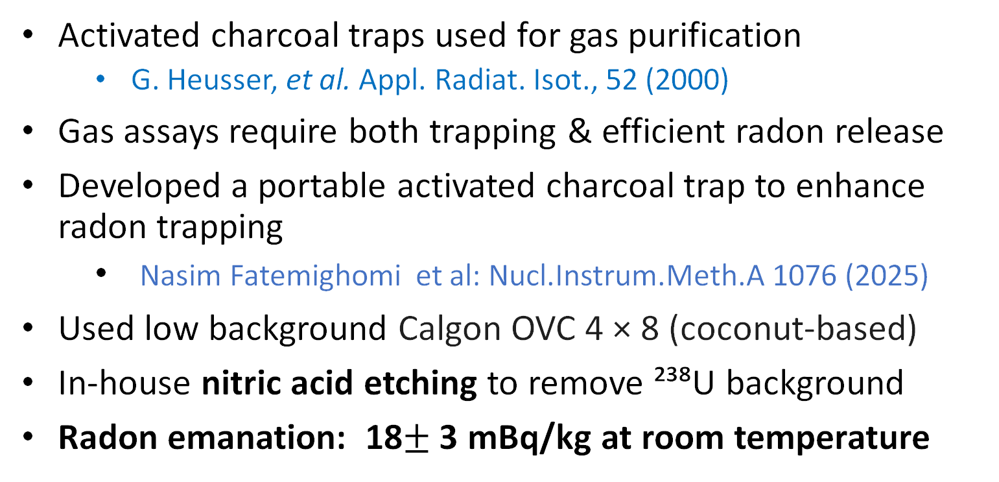 • Activated charcoal traps used for gas purification
• G. Heusser, et al. Appl. Radiat. Isot., 52 (2000)
• Gas assays require both trapping & efficient radon release
• Developed a portable activated charcoal trap to enhance
radon trapping
• Nasim Fatemighomi et al: Nucl.Instrum.Meth.A 1076 (2025)
• Used low background Calgon OVC 4 × 8 (coconut-based)
• In-house nitric acid etching to remove ²³⁸U background
• Radon emanation: 18± 3 mBq/kg at room temperature